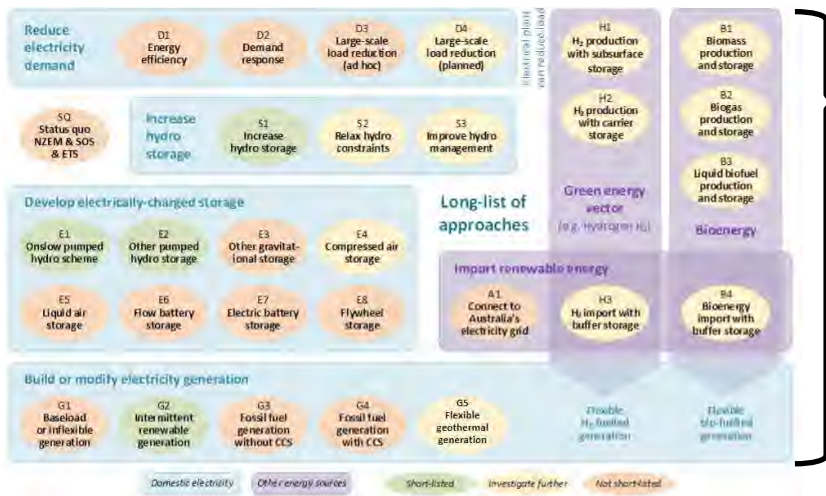 Reduce
electricity
demand
D1
Energy
efficiency
D2
Demand
response
D3
Large-scale
load reduction
(ad hoc)
D4
Large-scale
load reduction
(planned)
Electrical plant
can reduce load
H1
H₂ production
with subsurface
storage
B1
Biomass
production
and storage
SQ
Status quo
NZEM & SOS
& ETS
Increase
hydro
storage
S1
Increase
hydro storage
S2
Relax hydro
constraints
S3
Improve hydro
management
H2
H₂ production
with carrier
storage
B2
Biogas
production
and storage
B3
Liquid biofuel
production
and storage
Develop electrically-charged storage
E1
Onslow pumped
hydro scheme
E2
Other pumped
hydro storage
E3
Other gravitat-
ional storage
E4
Compressed air
storage
E5
Liquid air
storage
E6
Flow battery
storage
E7
Electric battery
storage
E8
Flywheel
storage
Long-list of
approaches
Green energy
vector
(e.g. Hydrogen H₂)
Bioenergy
Import renewable energy
A1
Connect to
Australia's
electricity grid
H3
H₂ import with
buffer storage
B4
Bioenergy
import with
buffer storage
Build or modify electricity generation
G1
Baseload
or inflexible
generation
G2
Intermittent
renewable
generation
G3
Fossil fuel
generation
without CCS
G4
Fossil fuel
generation
with CCS
G5
Flexible
geothermal
generation
Flexible
H₂-fuelled
generation
Flexible
bio-fuelled
generation
Domestic electricity
Other energy sources
Short-listed
Investigate further
Not short-listed